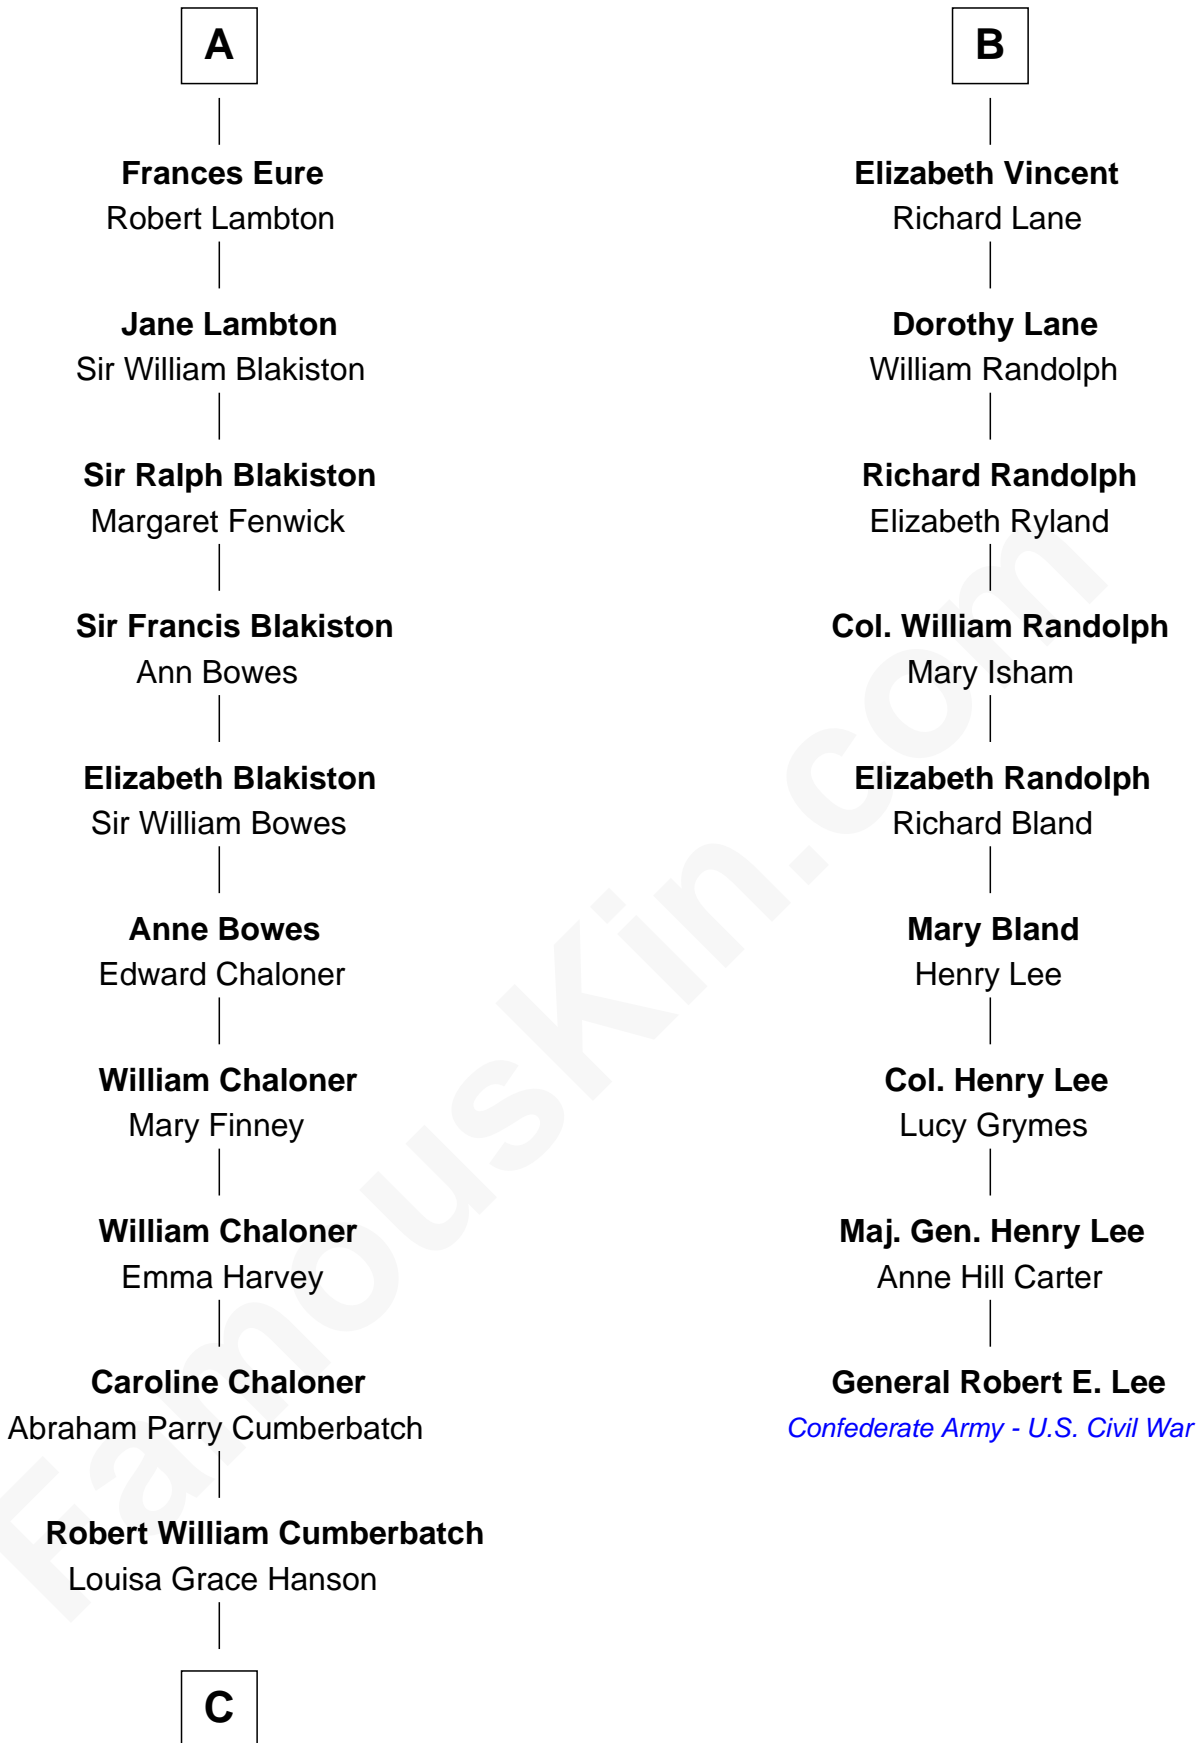 A
Frances Eure
Robert Lambton
Jane Lambton
Sir William Blakiston
Sir Ralph Blakiston
Margaret Fenwick
Sir Francis Blakiston
Ann Bowes
Elizabeth Blakiston
Sir William Bowes
Anne Bowes
Edward Chaloner
William Chaloner
Mary Finney
William Chaloner
Emma Harvey
Caroline Chaloner
Abraham Parry Cumberbatch
Robert William Cumberbatch
Louisa Grace Hanson
C
B
Elizabeth Vincent
Richard Lane
Dorothy Lane
William Randolph
Richard Randolph
Elizabeth Ryland
Col. William Randolph
Mary Isham
Elizabeth Randolph
Richard Bland
Mary Bland
Henry Lee
Col. Henry Lee
Lucy Grymes
Maj. Gen. Henry Lee
Anne Hill Carter
General Robert E. Lee
Confederate Army - U.S. Civil War
FamousKin.com